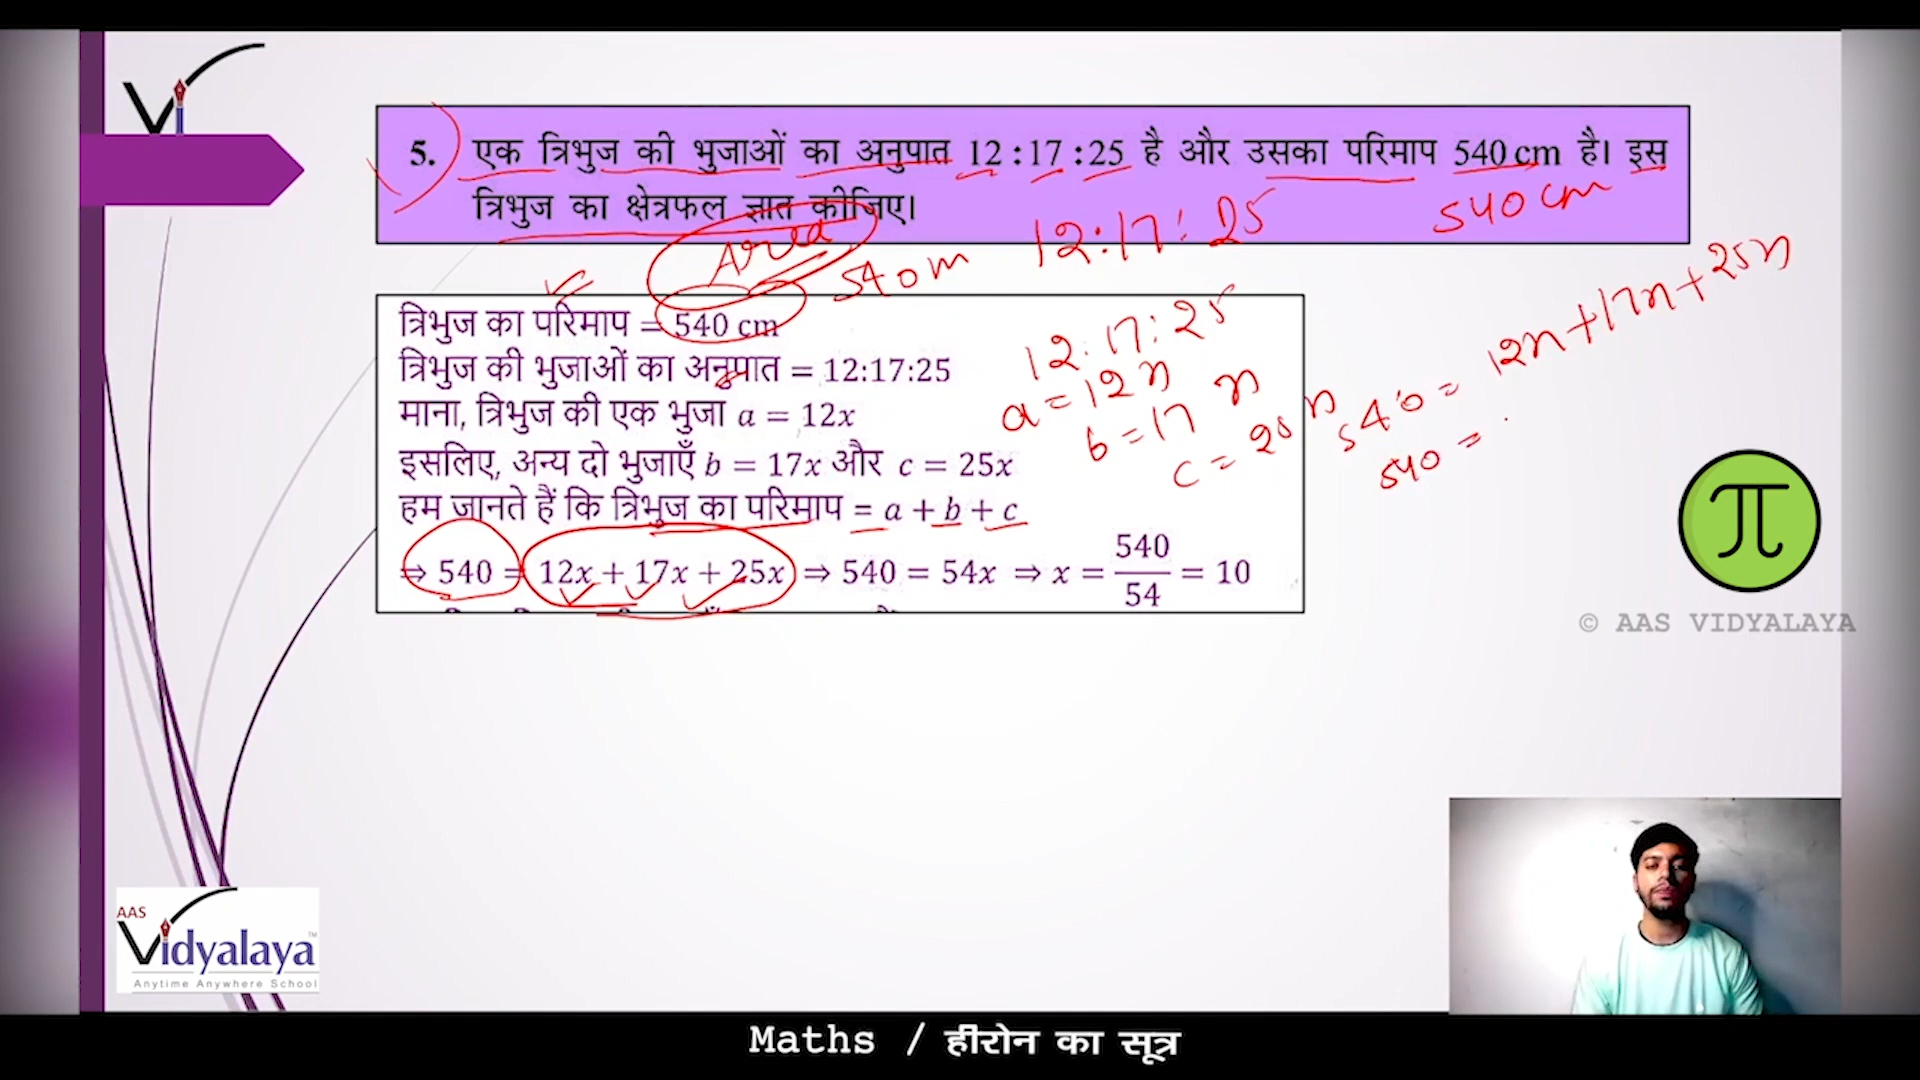 5. एक त्रिभुज की भुजाओं का अनुपात 12 : 17 : 25 है और उसका परिमाप 540 cm है। इस
त्रिभुज का क्षेत्रफल ज्ञात कीजिए।
540 cm
12:17:25
Area
540 m
त्रिभुज का परिमाप = 540 cm
त्रिभुज की भुजाओं का अनुपात = 12:17:25
माना, त्रिभुज की एक भुजा a = 12x
इसलिए, अन्य दो भुजाएँ b = 17x और c = 25x
हम जानते हैं कि त्रिभुज का परिमाप = a + b + c
⇒ 540 = 12x + 17x + 25x ⇒ 540 = 54x ⇒ x = 540/54 = 10
12:17:25
a = 12x
b = 17x
c = 25x
540 = 12x + 17x + 25x
540 =
π
© AAS VIDYALAYA
AAS
Vidyalaya™
Anytime Anywhere School
Maths / हीरोन का सूत्र